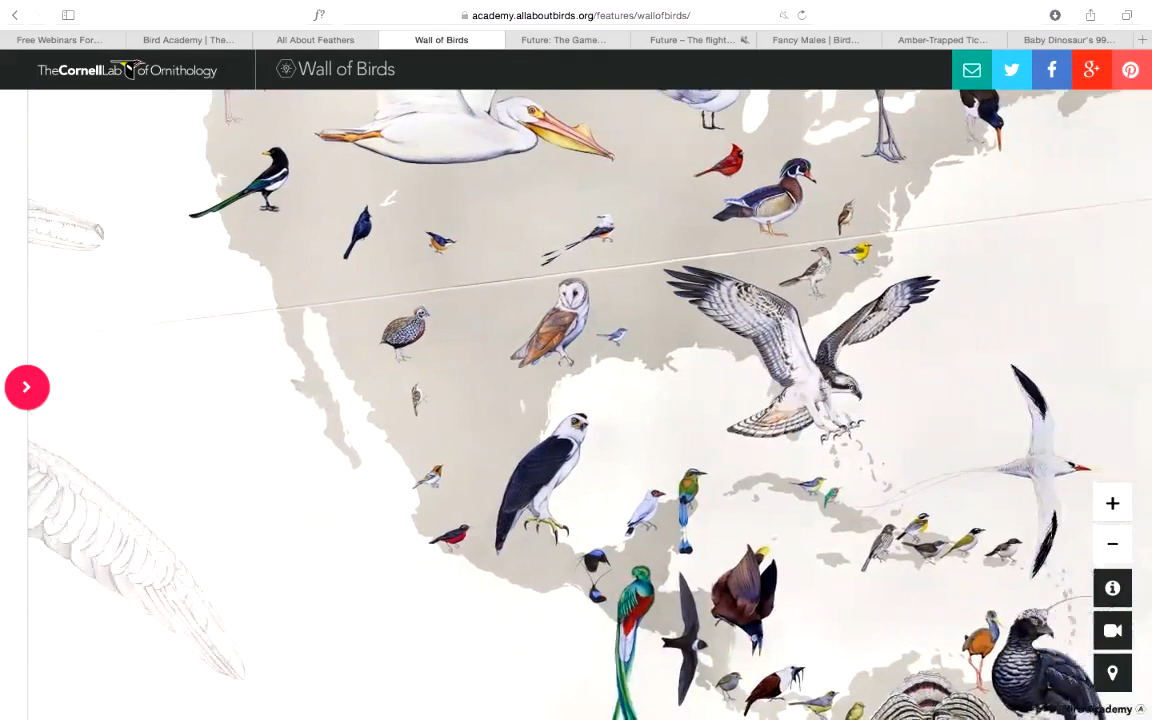 f?
academy.allaboutbirds.org/features/wallofbirds/
Free Webinars For...
Bird Academy | The...
All About Feathers
Wall of Birds
Future: The Game...
Future – The flight...
Fancy Males | Bird...
Amber-Trapped Tic...
Baby Dinosaur's 99...
TheCornellLab of Ornithology
Wall of Birds
f
g+
+
−
i